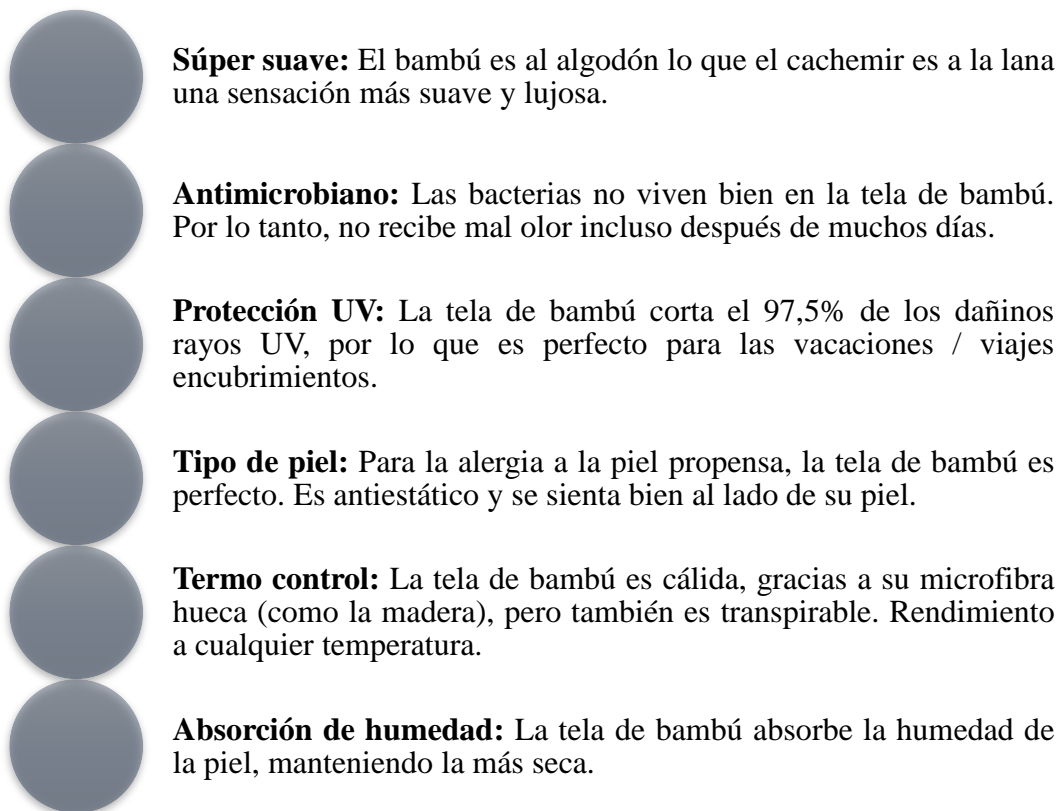 Súper suave: El bambú es al algodón lo que el cachemir es a la lana
una sensación más suave y lujosa.
Antimicrobiano: Las bacterias no viven bien en la tela de bambú.
Por lo tanto, no recibe mal olor incluso después de muchos días.
Protección UV: La tela de bambú corta el 97,5% de los dañinos
rayos UV, por lo que es perfecto para las vacaciones / viajes
encubrimientos.
Tipo de piel: Para la alergia a la piel propensa, la tela de bambú es
perfecto. Es antiestático y se sienta bien al lado de su piel.
Termo control: La tela de bambú es cálida, gracias a su microfibra
hueca (como la madera), pero también es transpirable. Rendimiento
a cualquier temperatura.
Absorción de humedad: La tela de bambú absorbe la humedad de
la piel, manteniendo la más seca.